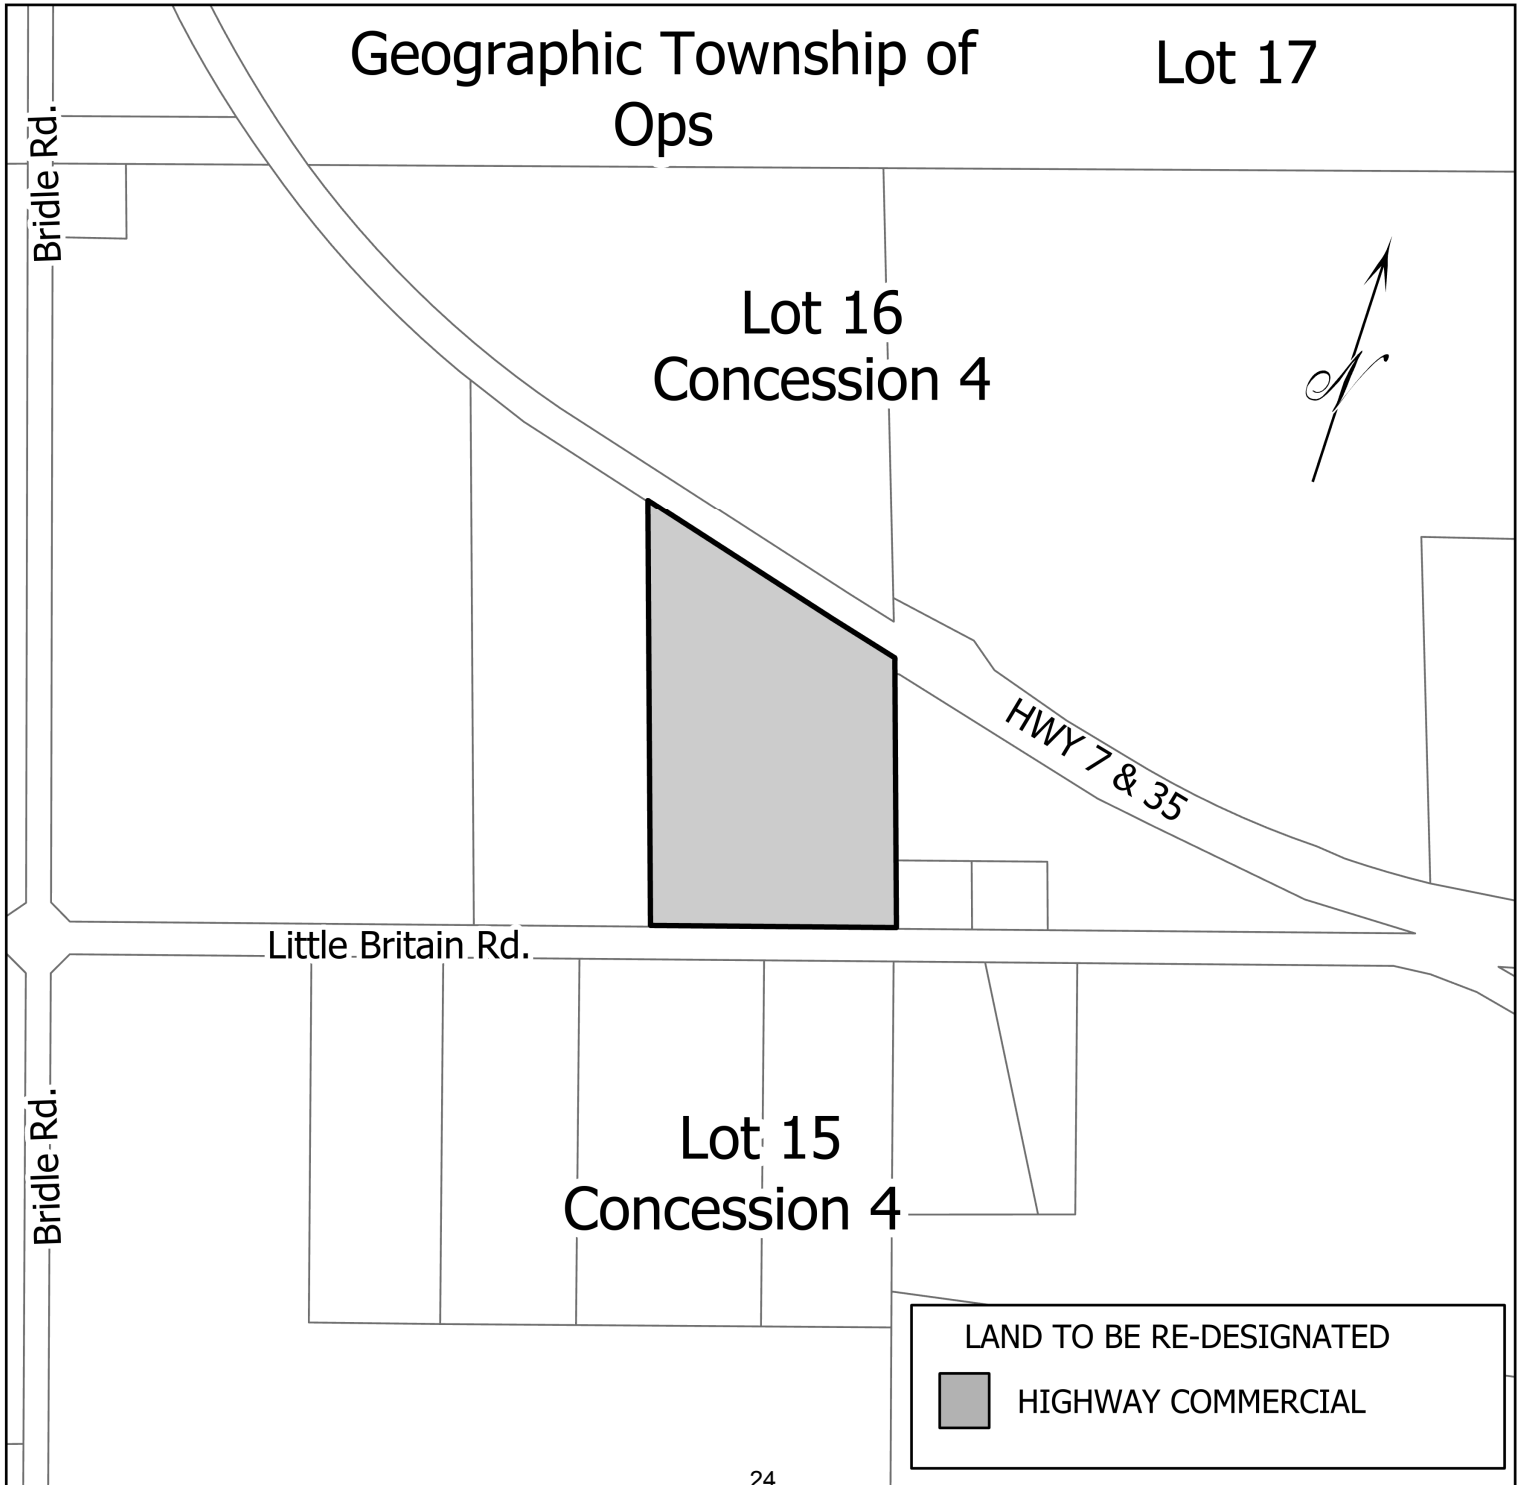 Geographic Township of
Ops
Lot 17
Bridle Rd.
Lot 16
Concession 4
N
HWY 7 & 35
Little Britain Rd.
Bridle Rd.
Lot 15
Concession 4
LAND TO BE RE-DESIGNATED
HIGHWAY COMMERCIAL
24